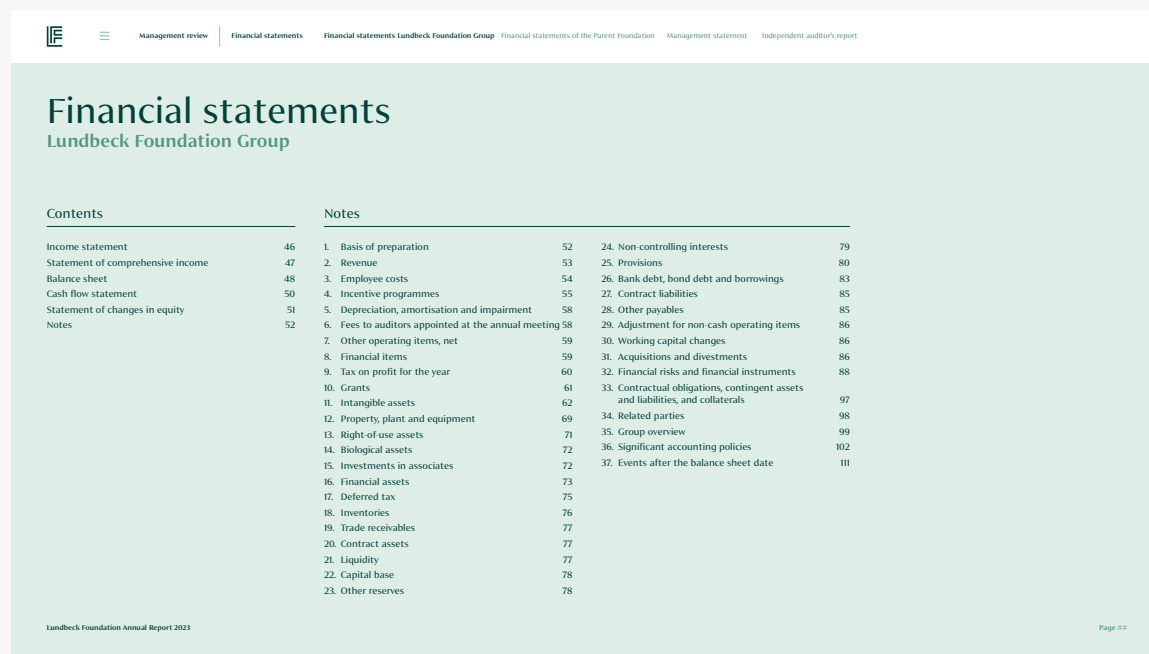 Management review
Financial statements
Financial statements Lundbeck Foundation Group
Financial statements of the Parent Foundation
Management statement
Independent auditor's report
Financial statements
Lundbeck Foundation Group
Contents
Income statement 46
Statement of comprehensive income 47
Balance sheet 48
Cash flow statement 50
Statement of changes in equity 51
Notes 52
Notes
1. Basis of preparation 52
2. Revenue 53
3. Employee costs 54
4. Incentive programmes 55
5. Depreciation, amortisation and impairment 58
6. Fees to auditors appointed at the annual meeting 58
7. Other operating items, net 59
8. Financial items 59
9. Tax on profit for the year 60
10. Grants 61
11. Intangible assets 62
12. Property, plant and equipment 69
13. Right-of-use assets 71
14. Biological assets 72
15. Investments in associates 72
16. Financial assets 73
17. Deferred tax 75
18. Inventories 76
19. Trade receivables 77
20. Contract assets 77
21. Liquidity 77
22. Capital base 78
23. Other reserves 78
24. Non-controlling interests 79
25. Provisions 80
26. Bank debt, bond debt and borrowings 83
27. Contract liabilities 85
28. Other payables 85
29. Adjustment for non-cash operating items 86
30. Working capital changes 86
31. Acquisitions and divestments 86
32. Financial risks and financial instruments 88
33. Contractual obligations, contingent assets
and liabilities, and collaterals 97
34. Related parties 98
35. Group overview 99
36. Significant accounting policies 102
37. Events after the balance sheet date 111
Lundbeck Foundation Annual Report 2023
Page ##